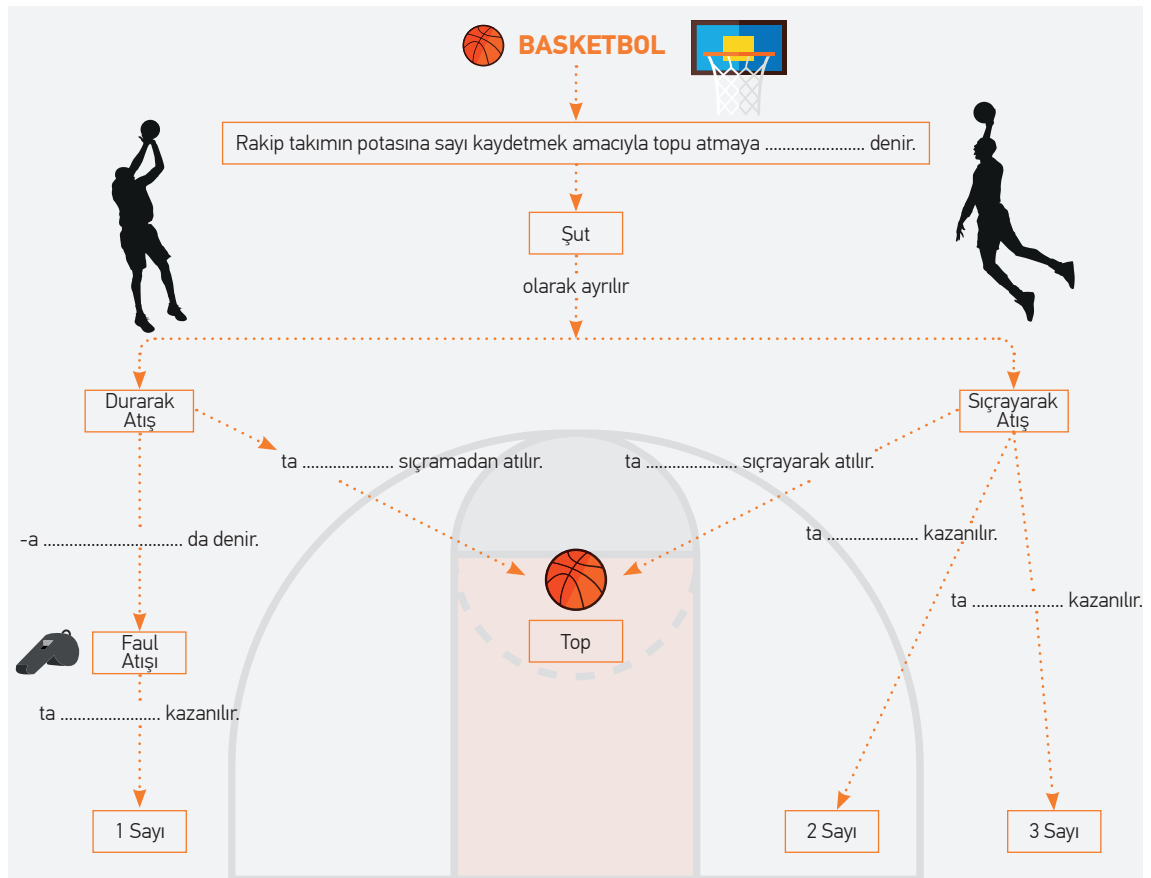 BASKETBOL
Rakip takımın potasına sayı kaydetmek amacıyla topu atmaya ....................... denir.
Şut
olarak ayrılır
Durarak
Atış
Sıçrayarak
Atış
ta ..................... sıçramadan atılır.
ta ..................... sıçrayarak atılır.
-a ................................ da denir.
ta ..................... kazanılır.
ta ..................... kazanılır.
Faul
Atışı
Top
ta ....................... kazanılır.
1 Sayı
2 Sayı
3 Sayı